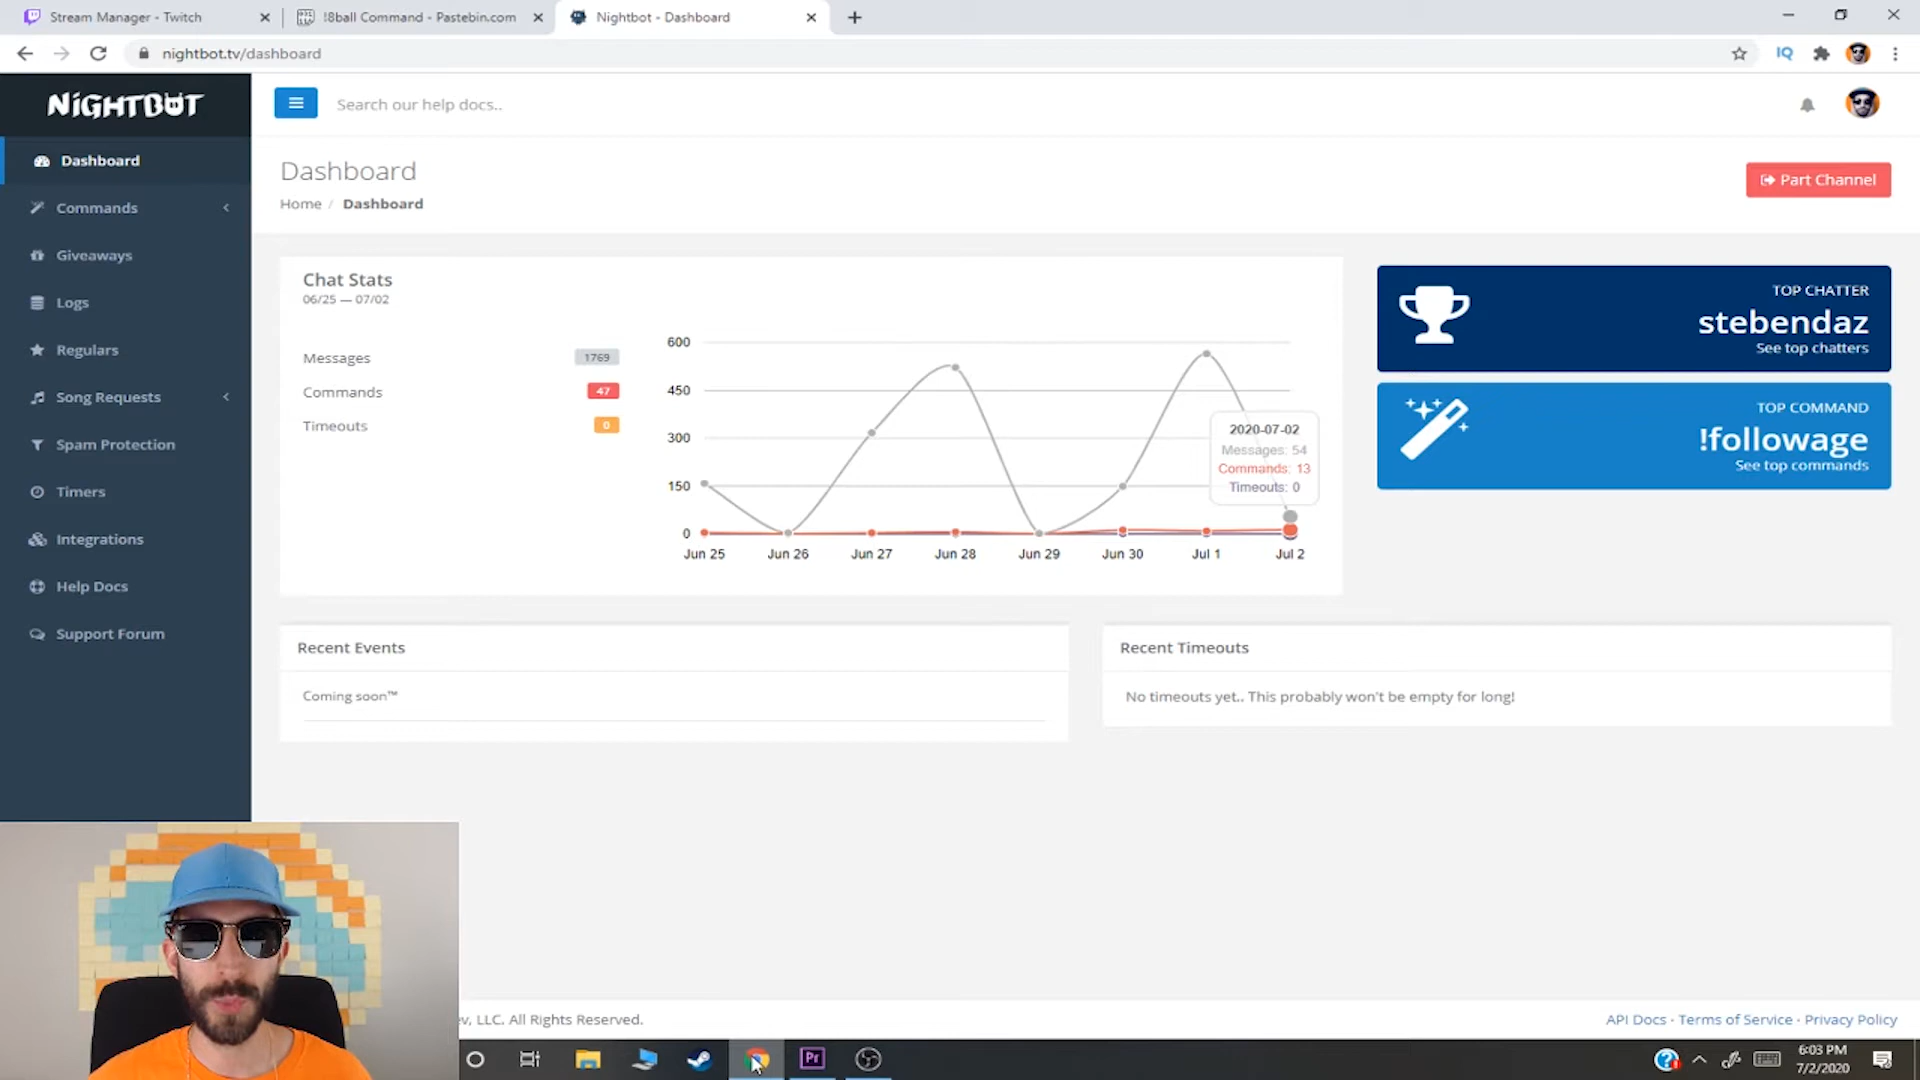 Stream Manager - Twitch
!8ball Command - Pastebin.com
Nightbot - Dashboard
nightbot.tv/dashboard
IQ
NiGHTBOT
Search our help docs..
Dashboard
Commands
Giveaways
Logs
Regulars
Song Requests
Spam Protection
Timers
Integrations
Help Docs
Support Forum
Dashboard
Home / Dashboard
Part Channel
Chat Stats
06/25 — 07/02
Messages 1769
Commands 47
Timeouts 0
600
450
300
150
0
Jun 25 Jun 26 Jun 27 Jun 28 Jun 29 Jun 30 Jul 1 Jul 2
2020-07-02
Messages: 54
Commands: 13
Timeouts: 0
TOP CHATTER
stebendaz
See top chatters
TOP COMMAND
!followage
See top commands
Recent Events
Coming soon™
Recent Timeouts
No timeouts yet.. This probably won't be empty for long!
ev, LLC. All Rights Reserved.
API Docs · Terms of Service · Privacy Policy
Pr
6:03 PM
7/2/2020